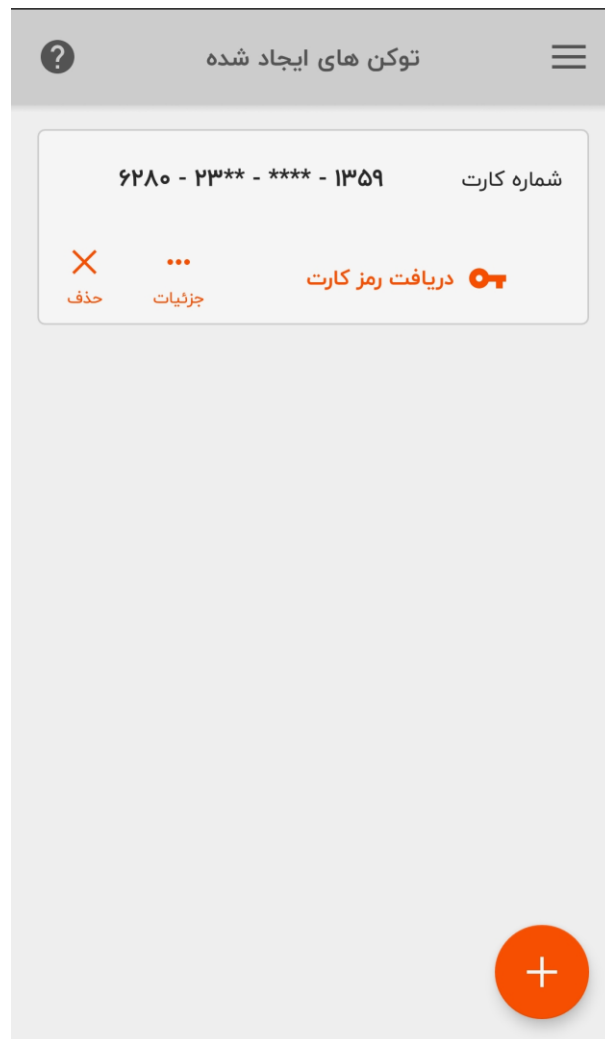 توکن های ایجاد شده
شماره کارت ۶۲۸۰ - ۲۳** - **** - ۱۳۵۹
دریافت رمز کارت
جزئیات
حذف